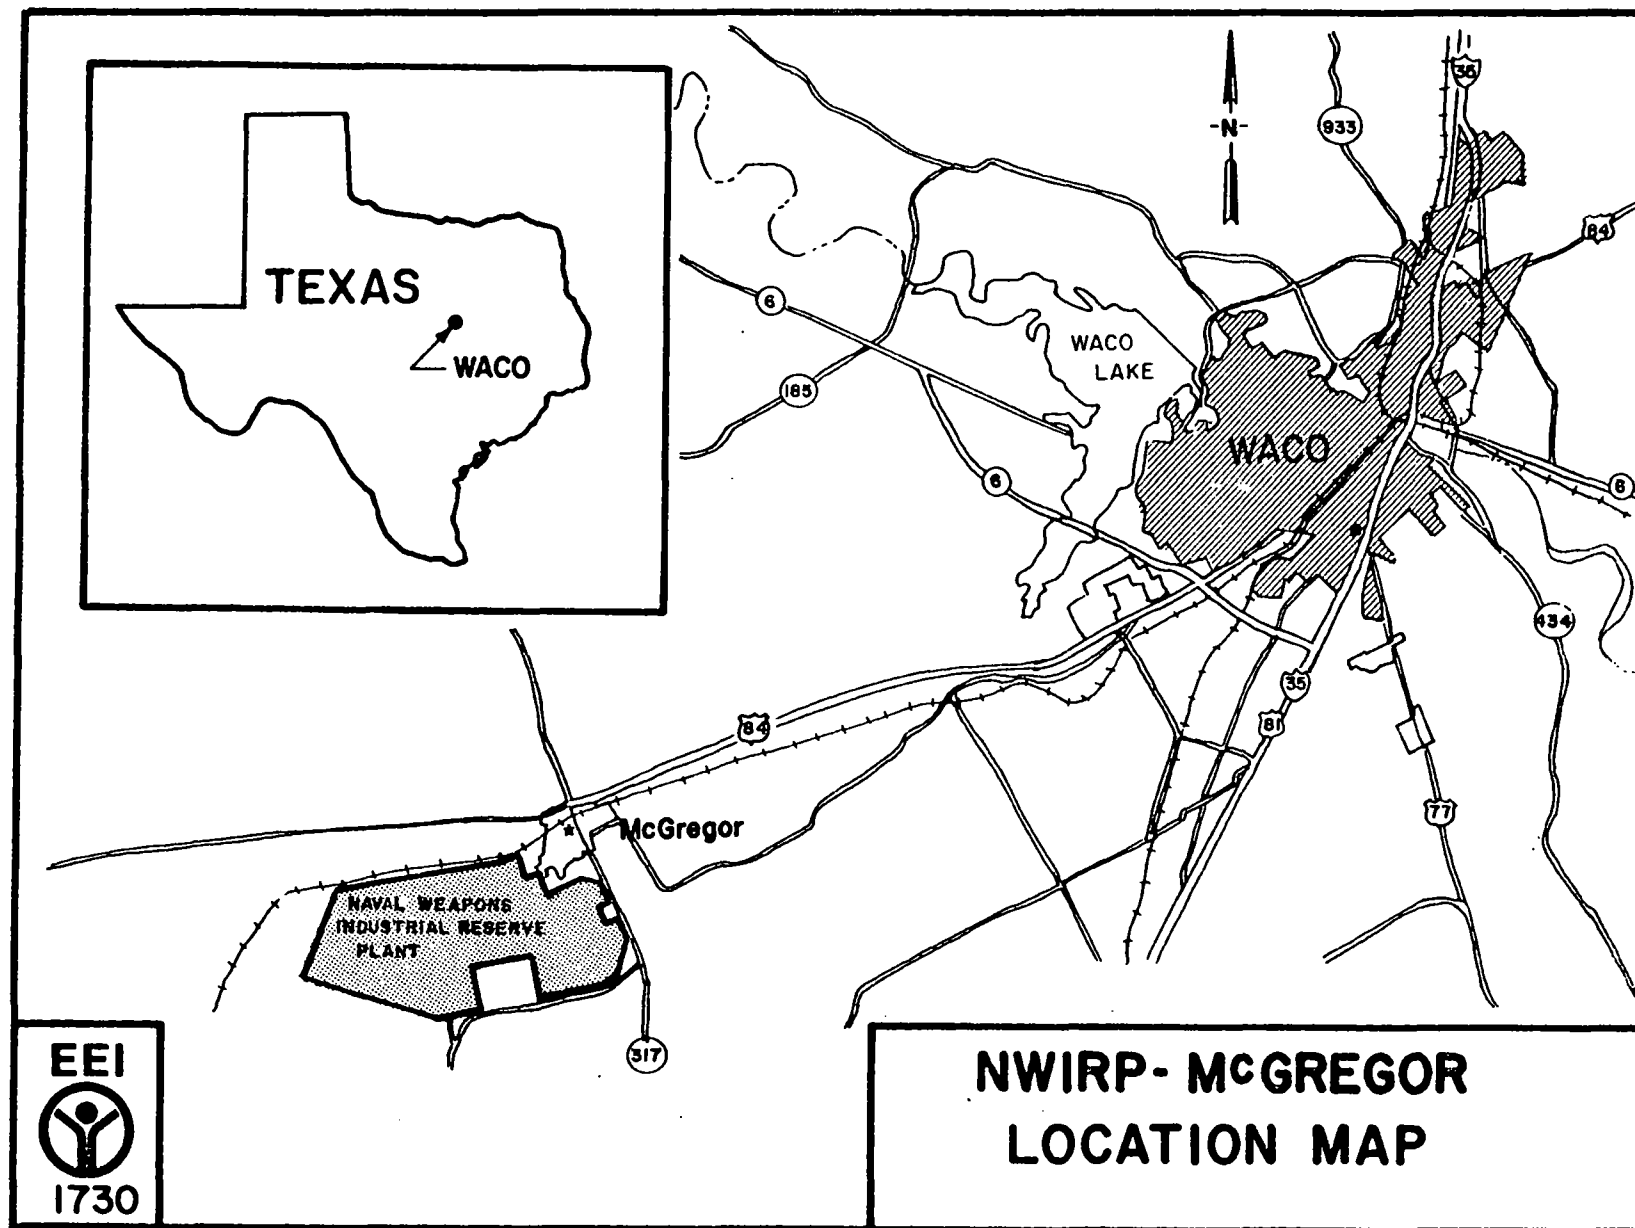 TEXAS
WACO
-N-
933
35
84
6
185
WACO
LAKE
WACO
6
6
434
35
81
84
77
McGregor
NAVAL WEAPONS
INDUSTRIAL RESERVE
PLANT
317
EEI
1730
NWIRP- McGREGOR
LOCATION MAP